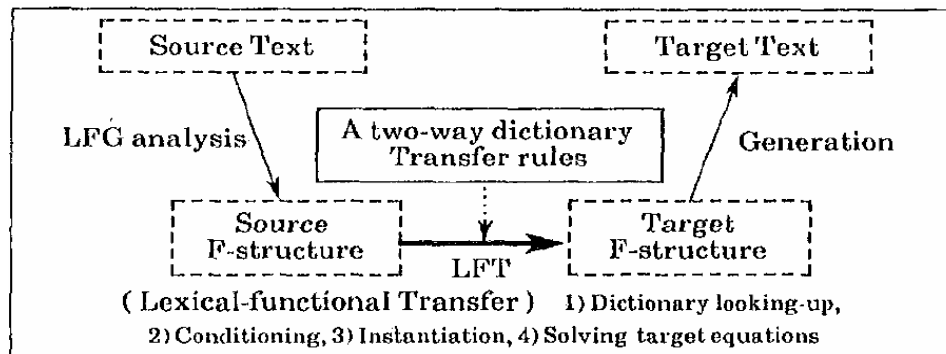 Source Text
Target Text
LFG analysis
A two-way dictionary
Transfer rules
Generation
Source
F-structure
LFT
Target
F-structure
( Lexical-functional Transfer ) 1) Dictionary looking-up,
2) Conditioning, 3) Instantiation, 4) Solving target equations